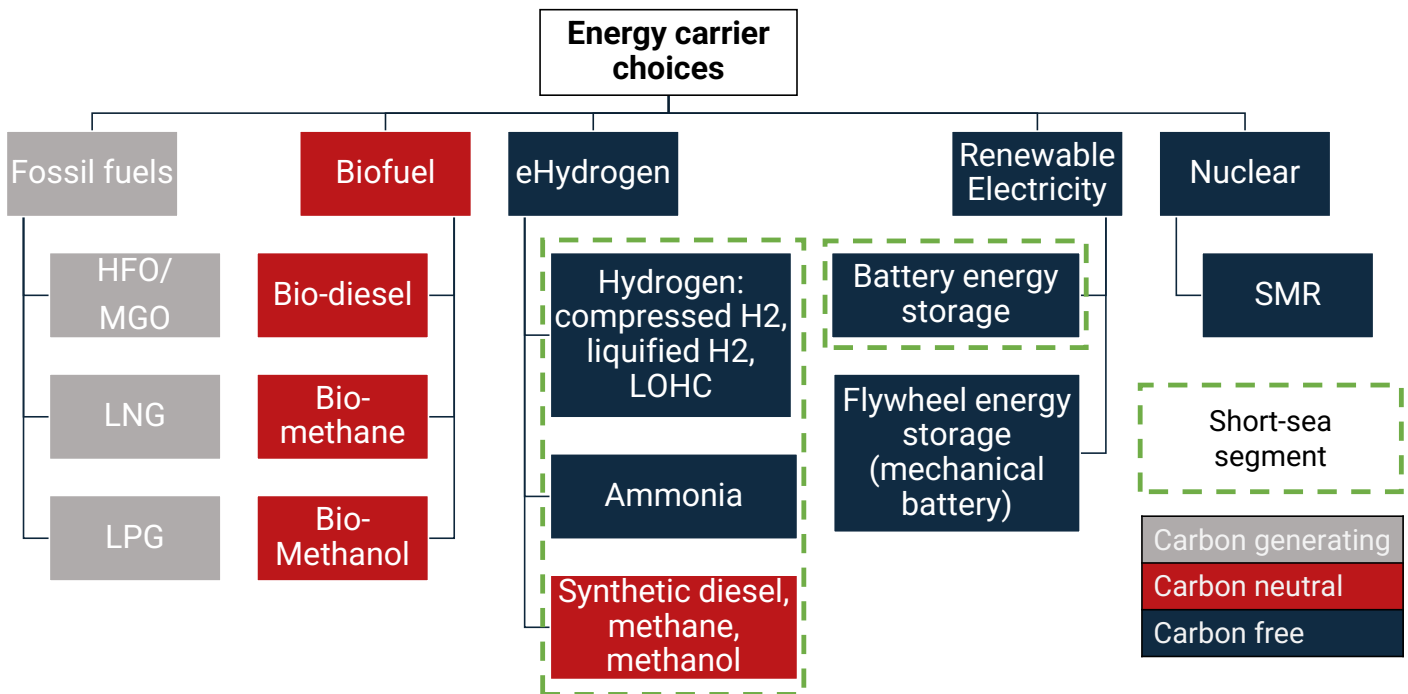 Energy carrier
choices
Fossil fuels
Biofuel
eHydrogen
Renewable
Electricity
Nuclear
HFO/
MGO
LNG
LPG
Bio-diesel
Bio-
methane
Bio-
Methanol
Hydrogen:
compressed H2,
liquified H2,
LOHC
Ammonia
Synthetic diesel,
methane,
methanol
Battery energy
storage
Flywheel energy
storage
(mechanical
battery)
SMR
Short-sea
segment
Carbon generating
Carbon neutral
Carbon free